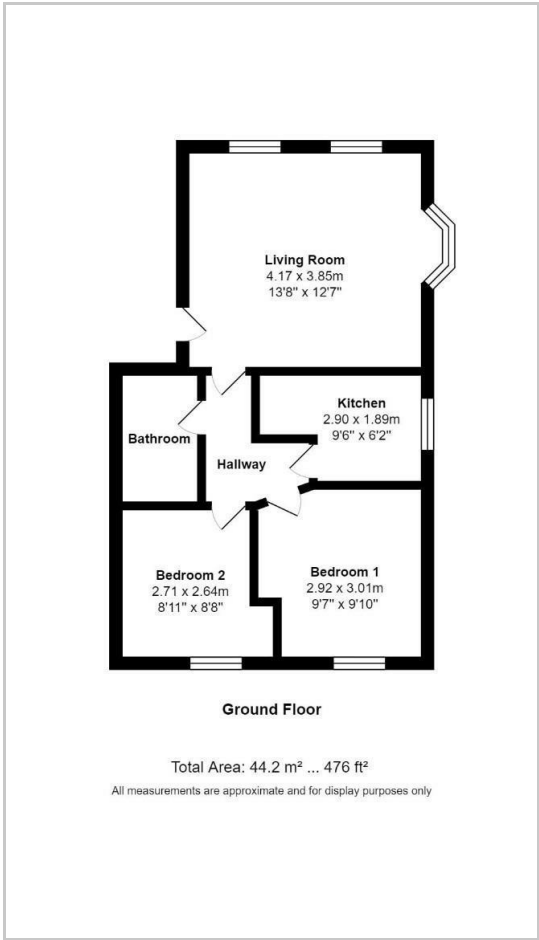 Living Room
4.17 x 3.85m
13'8" x 12'7"
Kitchen
2.90 x 1.89m
9'6" x 6'2"
Bathroom
Hallway
Bedroom 2
2.71 x 2.64m
8'11" x 8'8"
Bedroom 1
2.92 x 3.01m
9'7" x 9'10"
Ground Floor
Total Area: 44.2 m² ... 476 ft²
All measurements are approximate and for display purposes only